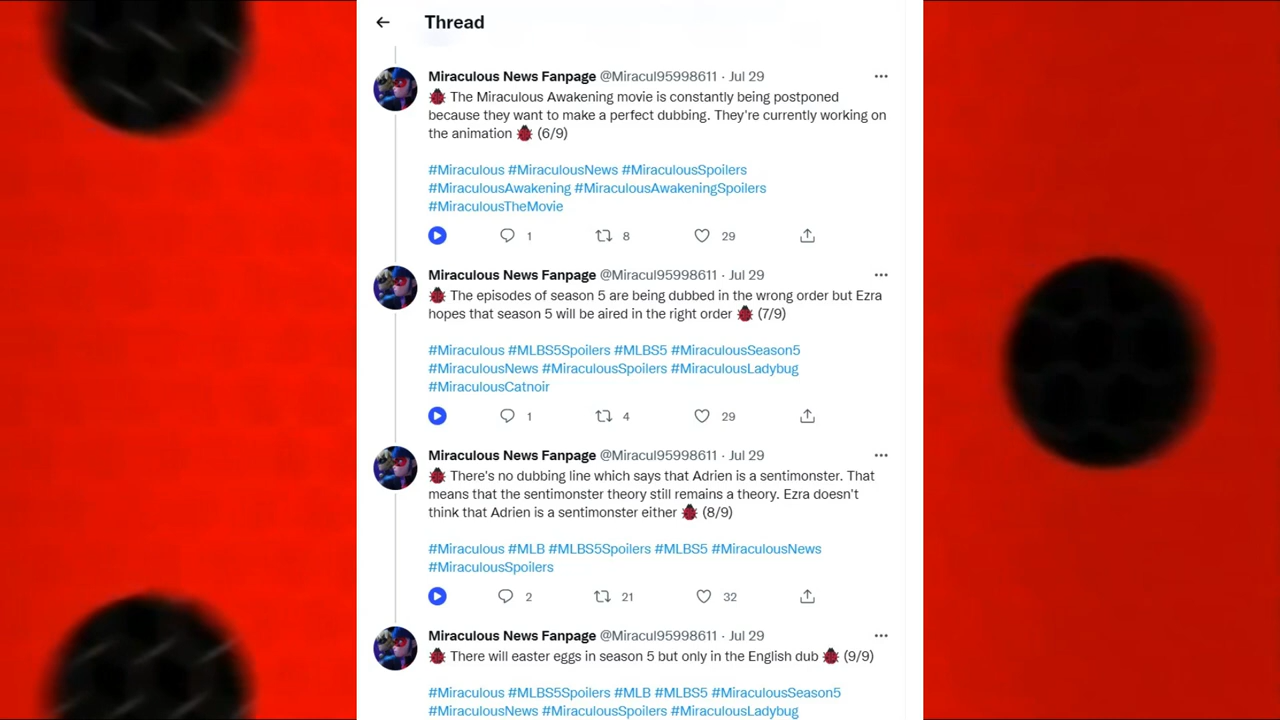 Thread
Miraculous News Fanpage @Miracul95998611 · Jul 29
🐞 The Miraculous Awakening movie is constantly being postponed
because they want to make a perfect dubbing. They're currently working on
the animation 🐞 (6/9)
#Miraculous #MiraculousNews #MiraculousSpoilers
#MiraculousAwakening #MiraculousAwakeningSpoilers
#MiraculousTheMovie
1 8 29
Miraculous News Fanpage @Miracul95998611 · Jul 29
🐞 The episodes of season 5 are being dubbed in the wrong order but Ezra
hopes that season 5 will be aired in the right order 🐞 (7/9)
#Miraculous #MLBS5Spoilers #MLBS5 #MiraculousSeason5
#MiraculousNews #MiraculousSpoilers #MiraculousLadybug
#MiraculousCatnoir
1 4 29
Miraculous News Fanpage @Miracul95998611 · Jul 29
🐞 There's no dubbing line which says that Adrien is a sentimonster. That
means that the sentimonster theory still remains a theory. Ezra doesn't
think that Adrien is a sentimonster either 🐞 (8/9)
#Miraculous #MLB #MLBS5Spoilers #MLBS5 #MiraculousNews
#MiraculousSpoilers
2 21 32
Miraculous News Fanpage @Miracul95998611 · Jul 29
🐞 There will easter eggs in season 5 but only in the English dub 🐞 (9/9)
#Miraculous #MLBS5Spoilers #MLB #MLBS5 #MiraculousSeason5
#MiraculousNews #MiraculousSpoilers #MiraculousLadybug